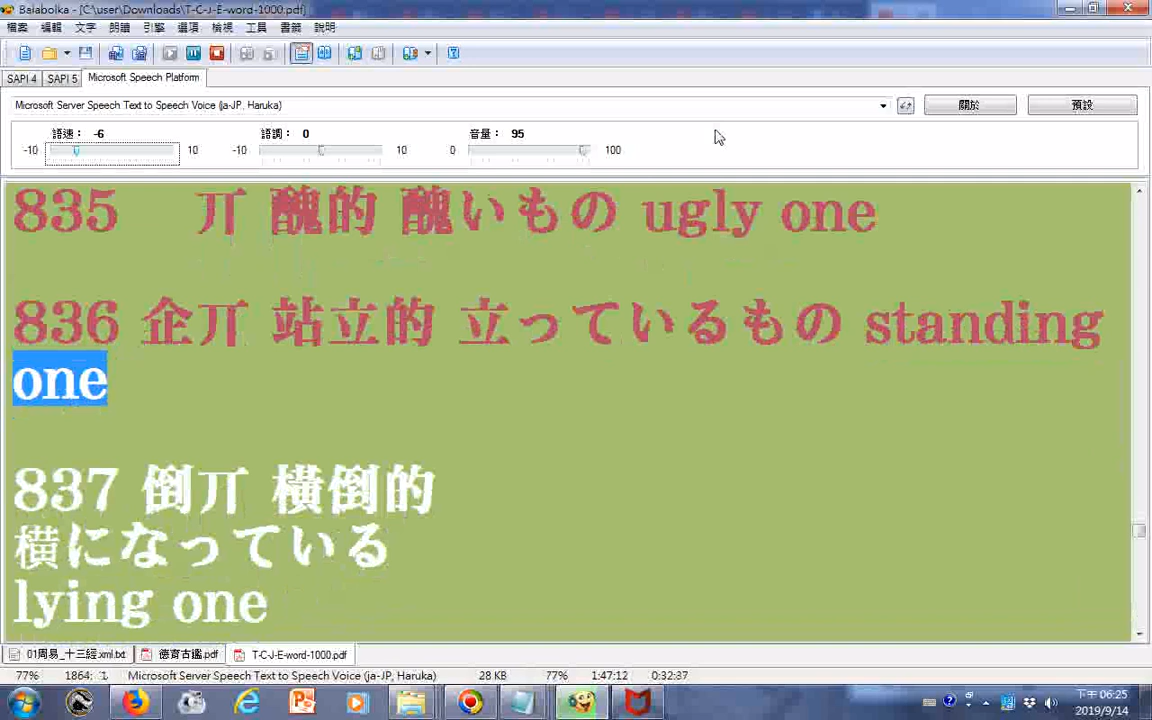 Balabolka - [C:\user\Downloads\T-C-J-E-word-1000.pdf]
檔案 編輯 文字 朗讀 引擎 選項 檢視 工具 書籤 說明
SAPI 4 SAPI 5 Microsoft Speech Platform
Microsoft Server Speech Text to Speech Voice (ja-JP, Haruka) 關於 預設
語速： -6 語調： 0 音量： 95
-10 10 -10 10 0 100
835 丌 醜的 醜いもの ugly one
836 企丌 站立的 立っているもの standing
one
837 倒丌 橫倒的
横になっている
lying one
01周易_十三經.xml.txt 德育古鑑.pdf T-C-J-E-word-1000.pdf
77% 1864: 1 Microsoft Server Speech Text to Speech Voice (ja-JP, Haruka) 28 KB 77% 1:47:12 0:32:37
下午 06:25
2019/9/14